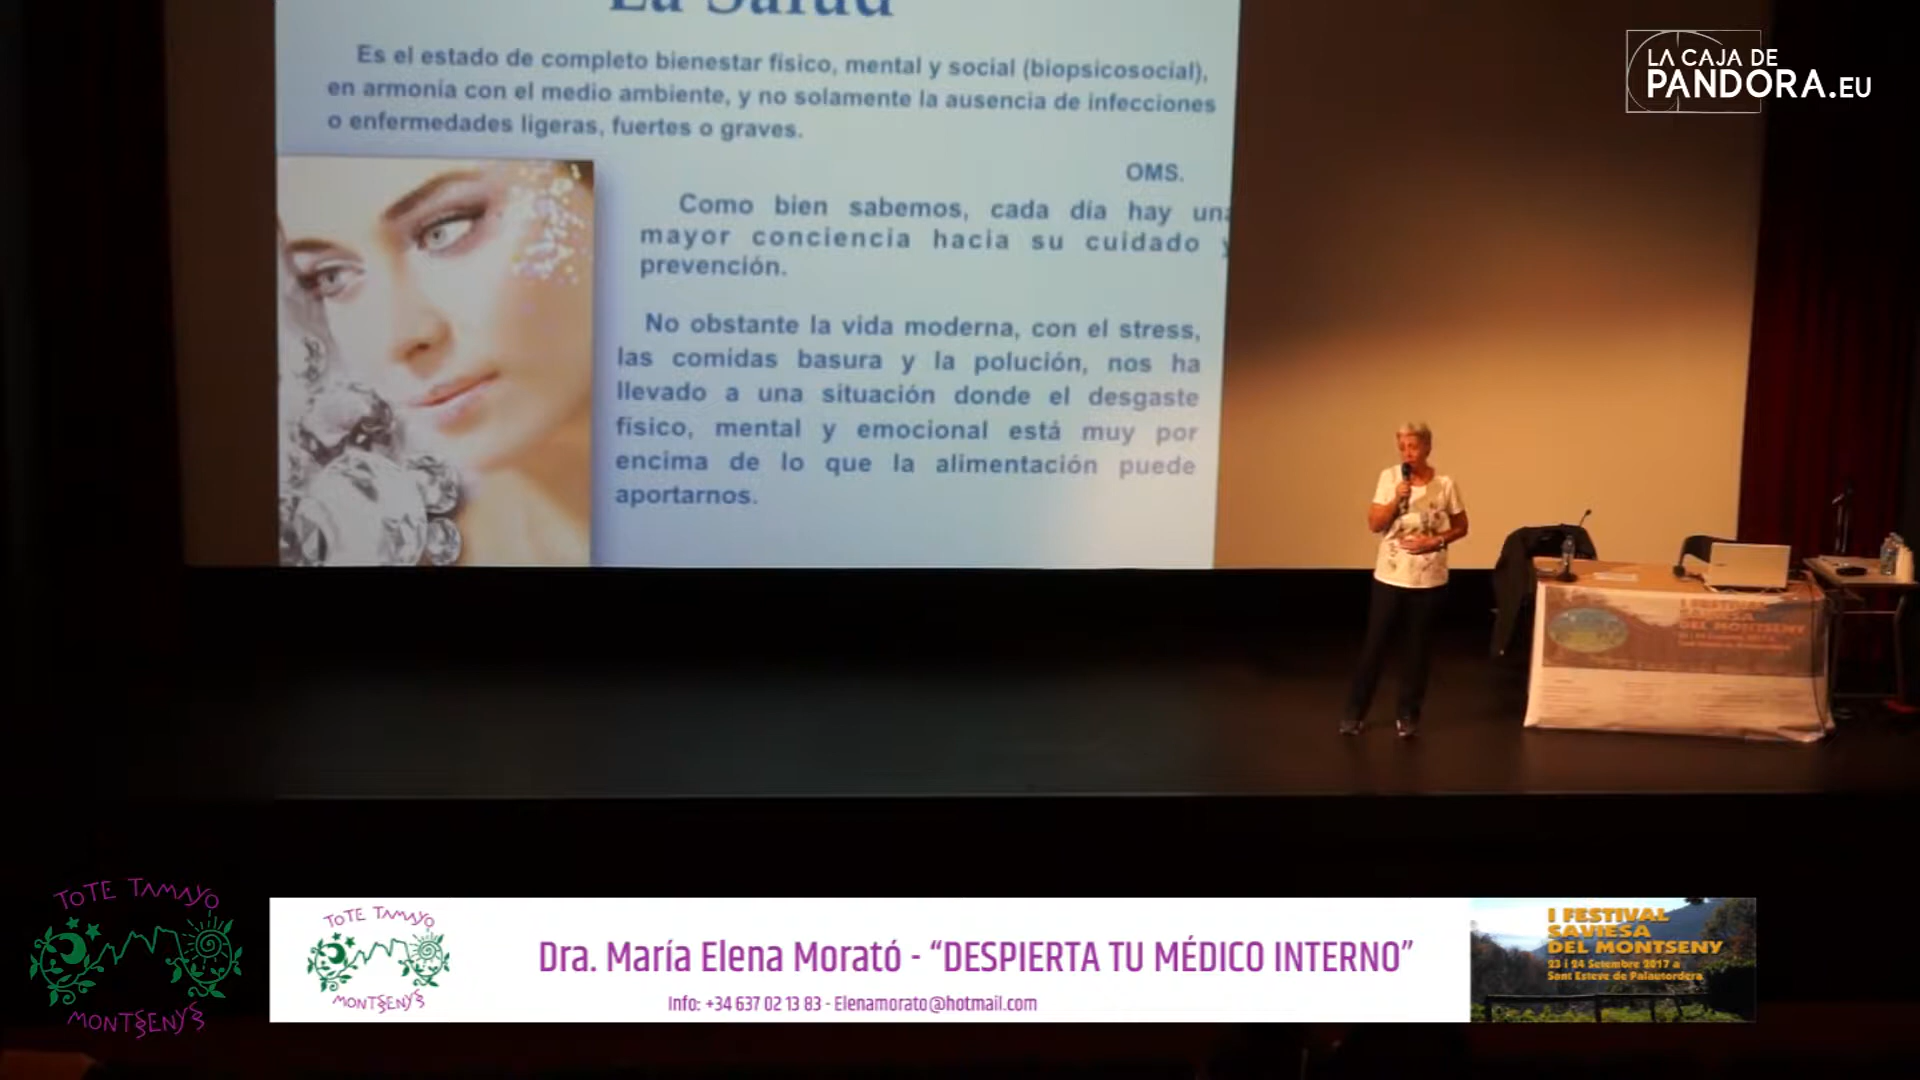 La Salud
LA CAJA DE
PANDORA.EU
Es el estado de completo bienestar físico, mental y social (biopsicosocial),
en armonía con el medio ambiente, y no solamente la ausencia de infecciones
o enfermedades ligeras, fuertes o graves.
OMS.
Como bien sabemos, cada día hay una
mayor conciencia hacia su cuidado y
prevención.
No obstante la vida moderna, con el stress,
las comidas basura y la polución, nos ha
llevado a una situación donde el desgaste
físico, mental y emocional está muy por
encima de lo que la alimentación puede
aportarnos.
I FESTIVAL
SAVIESA
DEL MONTSENY
TOTE TAMAYO
MONTSENYS
TOTE TAMAYO
MONTSENYS
Dra. María Elena Morató - “DESPIERTA TU MÉDICO INTERNO”
Info: +34 637 02 13 83 - Elenamorato@hotmail.com
I FESTIVAL
SAVIESA
DEL MONTSENY
23 i 24 Setembre 2017 a
Sant Esteve de Palautordera